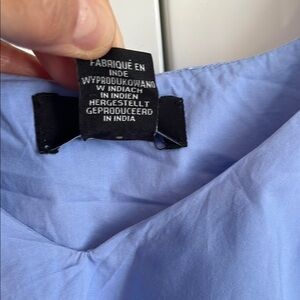 FABRIQUÉ EN
INDE
WYPRODUKOWANO
W INDIACH
IN INDIEN
HERGESTELLT
GEPRODUCEERD
IN INDIA